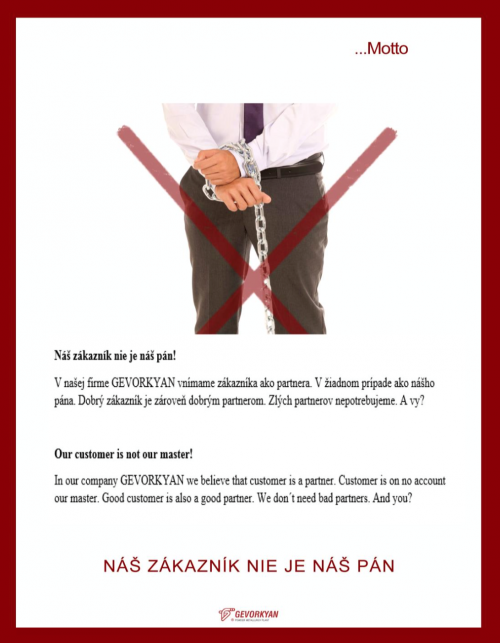 ...Motto
Náš zákazník nie je náš pán!
V našej firme GEVORKYAN vnímame zákazníka ako partnera. V žiadnom prípade ako nášho
pána. Dobrý zákazník je zároveň dobrým partnerom. Zlých partnerov nepotrebujeme. A vy?
Our customer is not our master!
In our company GEVORKYAN we believe that customer is a partner. Customer is on no account
our master. Good customer is also a good partner. We don´t need bad partners. And you?
NÁŠ ZÁKAZNÍK NIE JE NÁŠ PÁN
GEVORKYAN